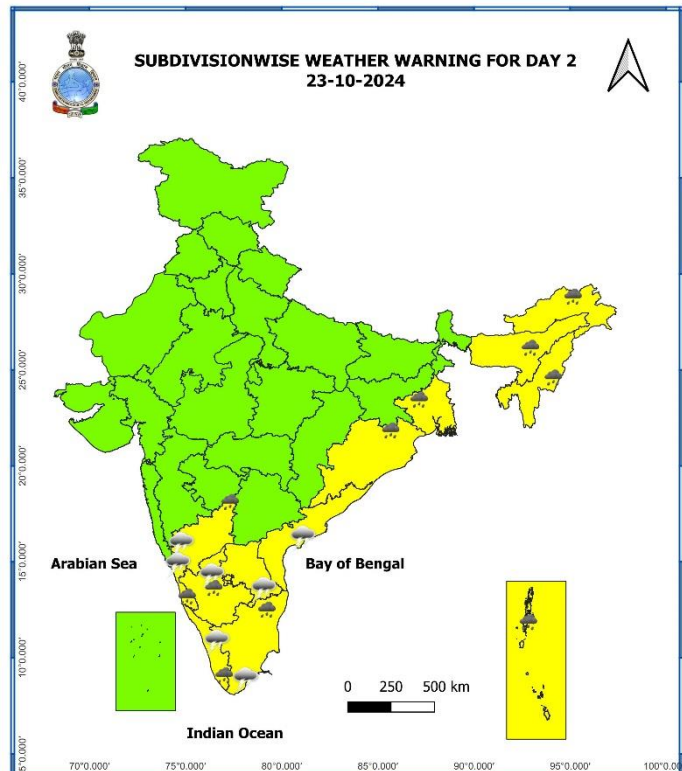 SUBDIVISIONWISE WEATHER WARNING FOR DAY 2
23-10-2024
40°0.000'
35°0.000'
30°0.000'
25°0.000'
20°0.000'
15°0.000'
10°0.000'
5°0.000'
Arabian Sea
Bay of Bengal
0 250 500 km
Indian Ocean
70°0.000' 75°0.000' 80°0.000' 85°0.000' 90°0.000' 95°0.000' 100°0.00